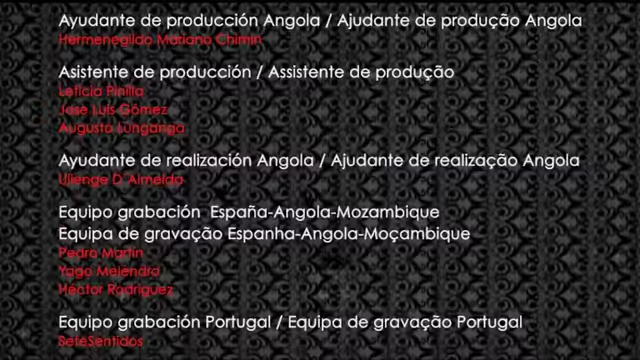 Ayudante de producción Angola / Ajudante de produção Angola
Hermenegildo Mariano Chimin
Asistente de producción / Assistente de produção
Leticia Pinilla
Jose Luis Gómez
Augusto Lunganga
Ayudante de realización Angola / Ajudante de realização Angola
Ulienge D´Almeida
Equipo grabación España-Angola-Mozambique
Equipa de gravação Espanha-Angola-Moçambique
Pedro Martín
Yago Melendro
Héctor Rodríguez
Equipo grabación Portugal / Equipa de gravação Portugal
SeteSentidos